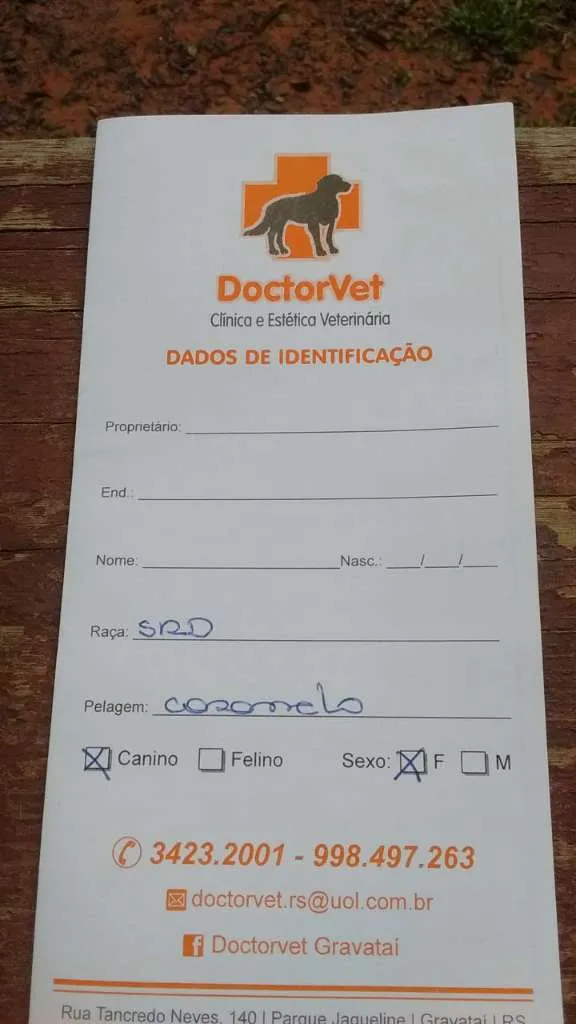 DoctorVet
Clínica e Estética Veterinária
DADOS DE IDENTIFICAÇÃO
Proprietário:
End.:
Nome: Nasc.: / /
Raça: SRD
Pelagem: caramelo
Canino Felino Sexo: F M
3423.2001 - 998.497.263
doctorvet.rs@uol.com.br
Doctorvet Gravataí
Rua Tancredo Neves, 140 | Parque Jaqueline | Gravataí | RS